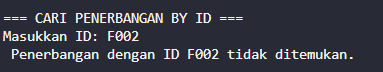 === CARI PENERBANGAN BY ID ===
Masukkan ID: F002
 Penerbangan dengan ID F002 tidak ditemukan.